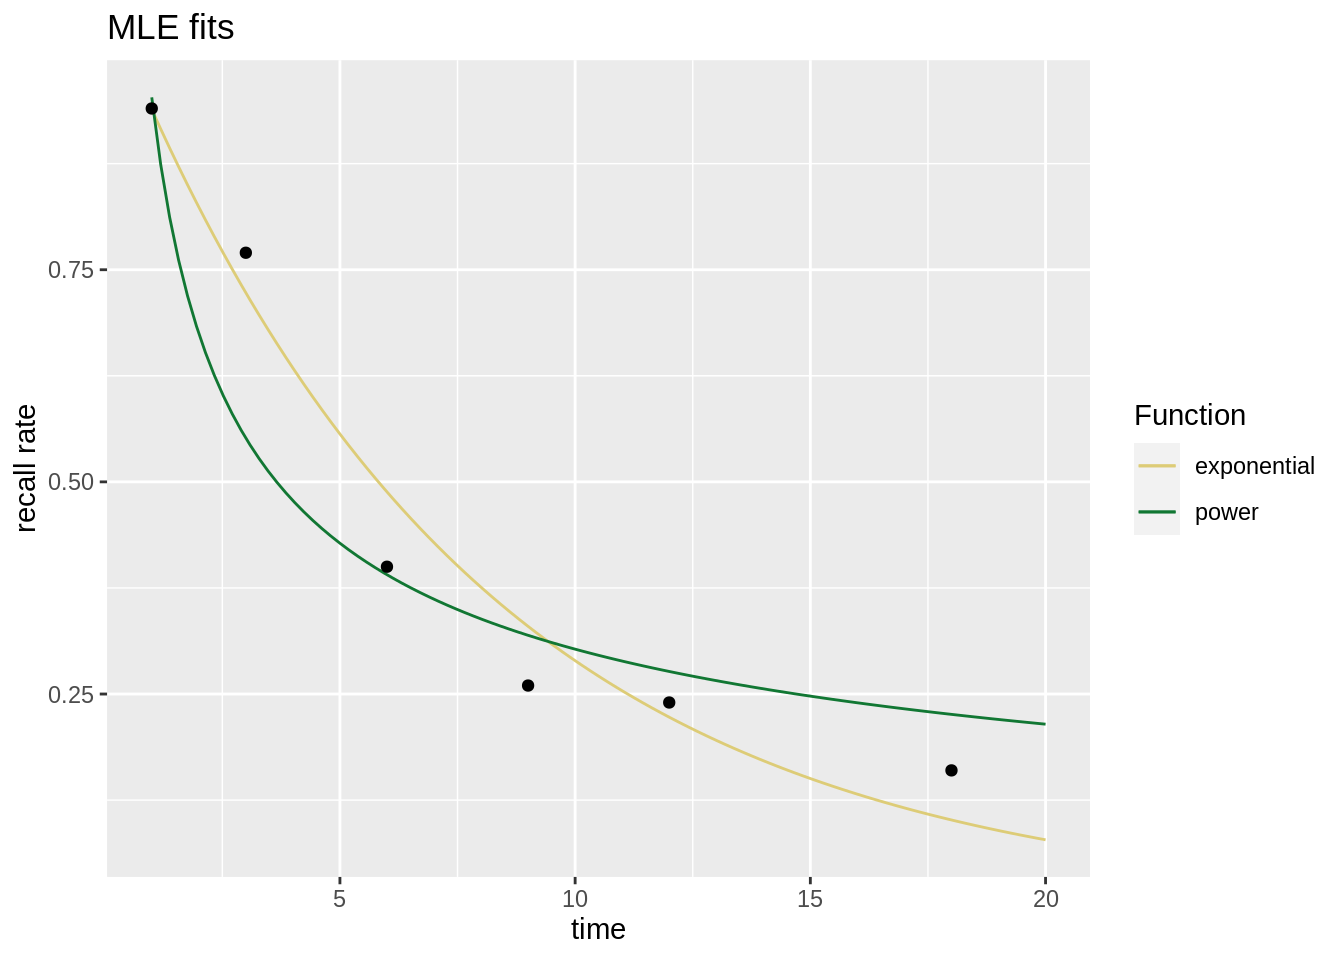 MLE fits
recall rate
0.75
0.50
0.25
5 10 15 20
time
Function
exponential
power